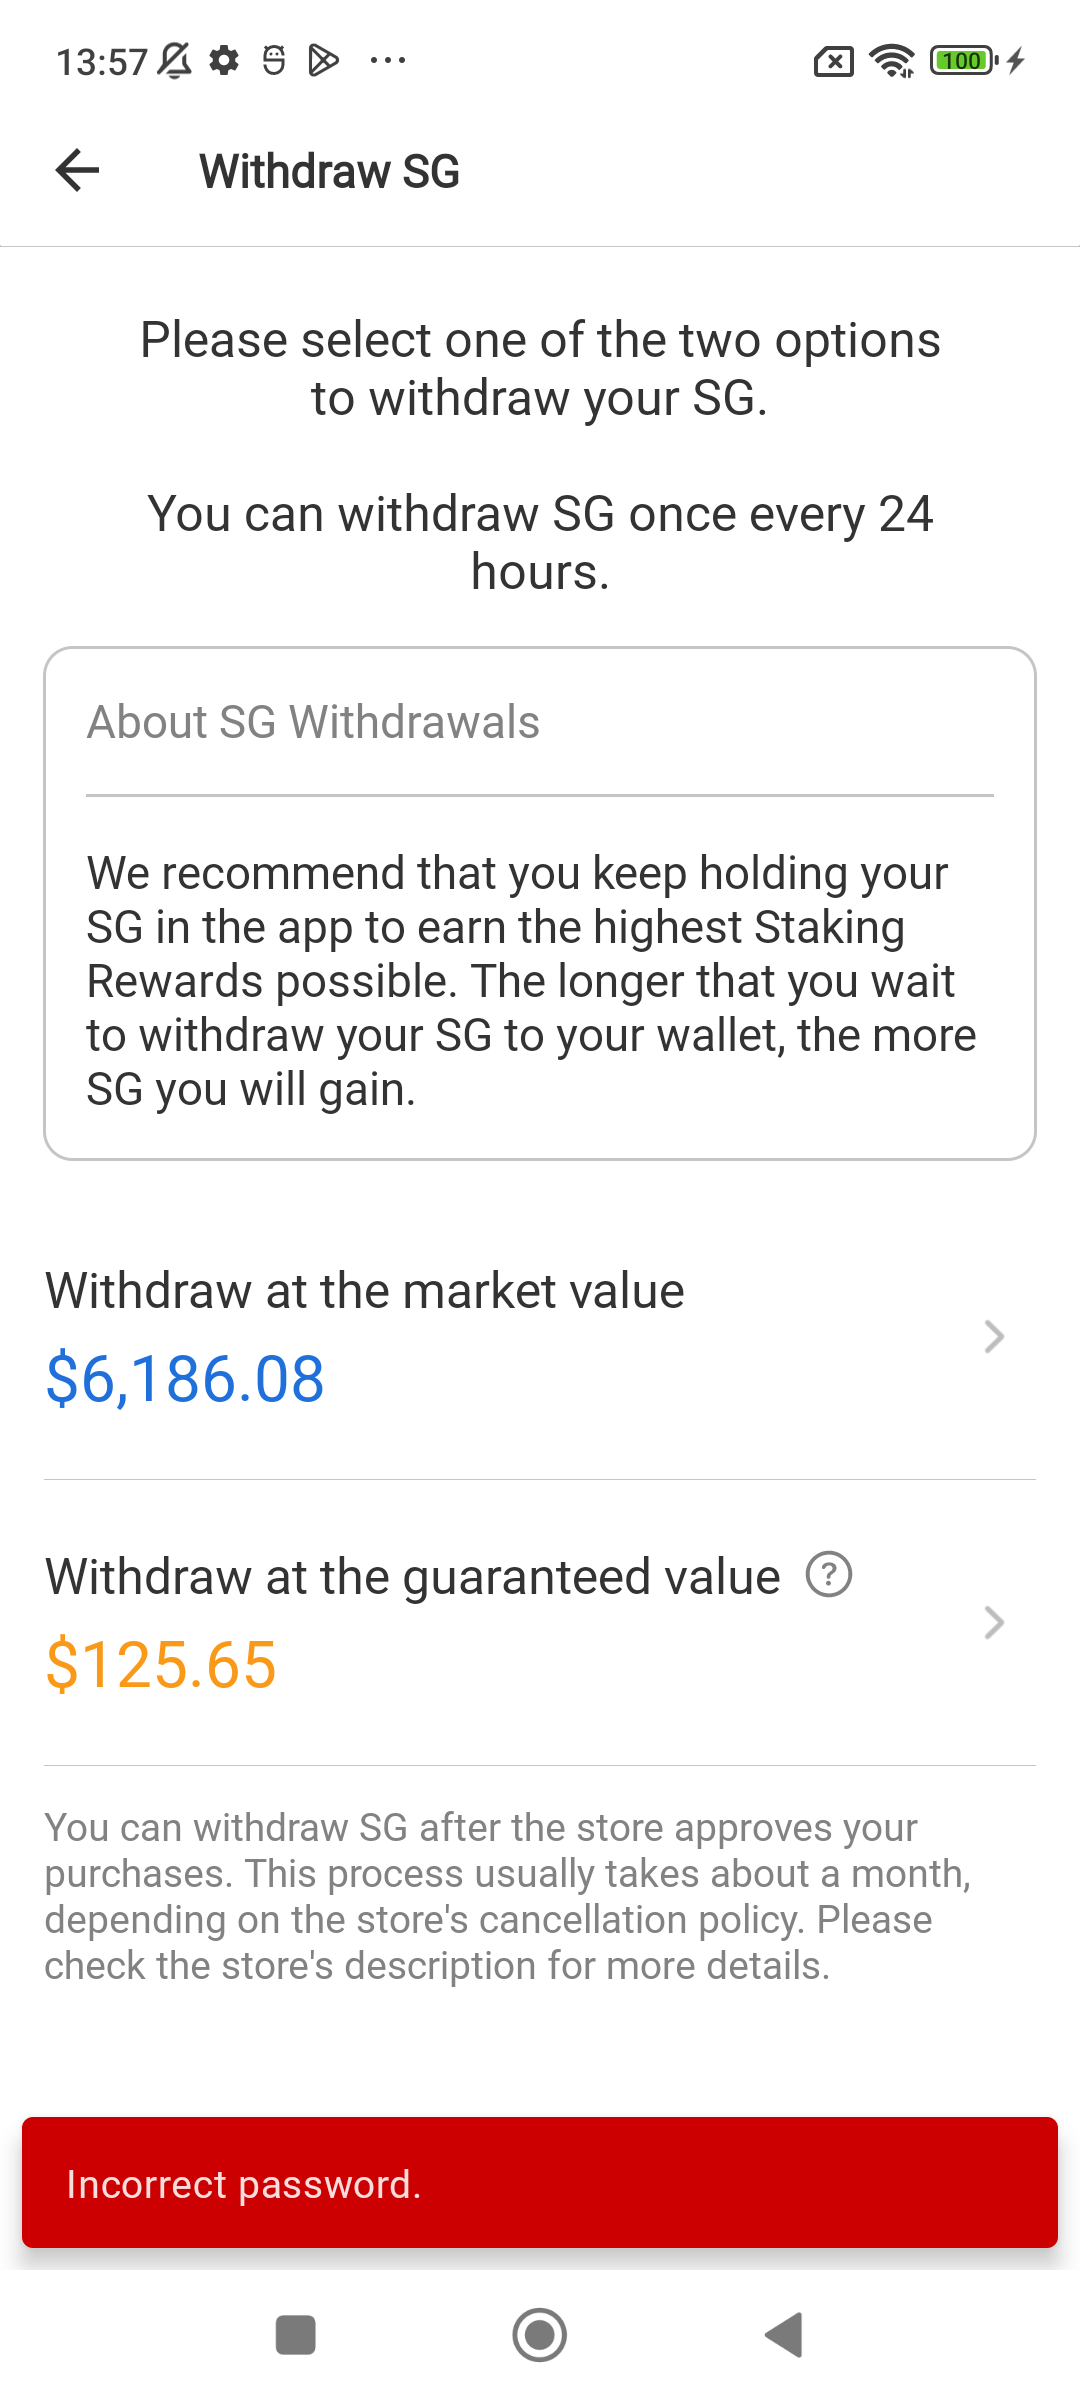 13:57
100
Withdraw SG
Please select one of the two options
to withdraw your SG.
You can withdraw SG once every 24
hours.
About SG Withdrawals
We recommend that you keep holding your
SG in the app to earn the highest Staking
Rewards possible. The longer that you wait
to withdraw your SG to your wallet, the more
SG you will gain.
Withdraw at the market value
$6,186.08
Withdraw at the guaranteed value ?
$125.65
You can withdraw SG after the store approves your
purchases. This process usually takes about a month,
depending on the store's cancellation policy. Please
check the store's description for more details.
Incorrect password.